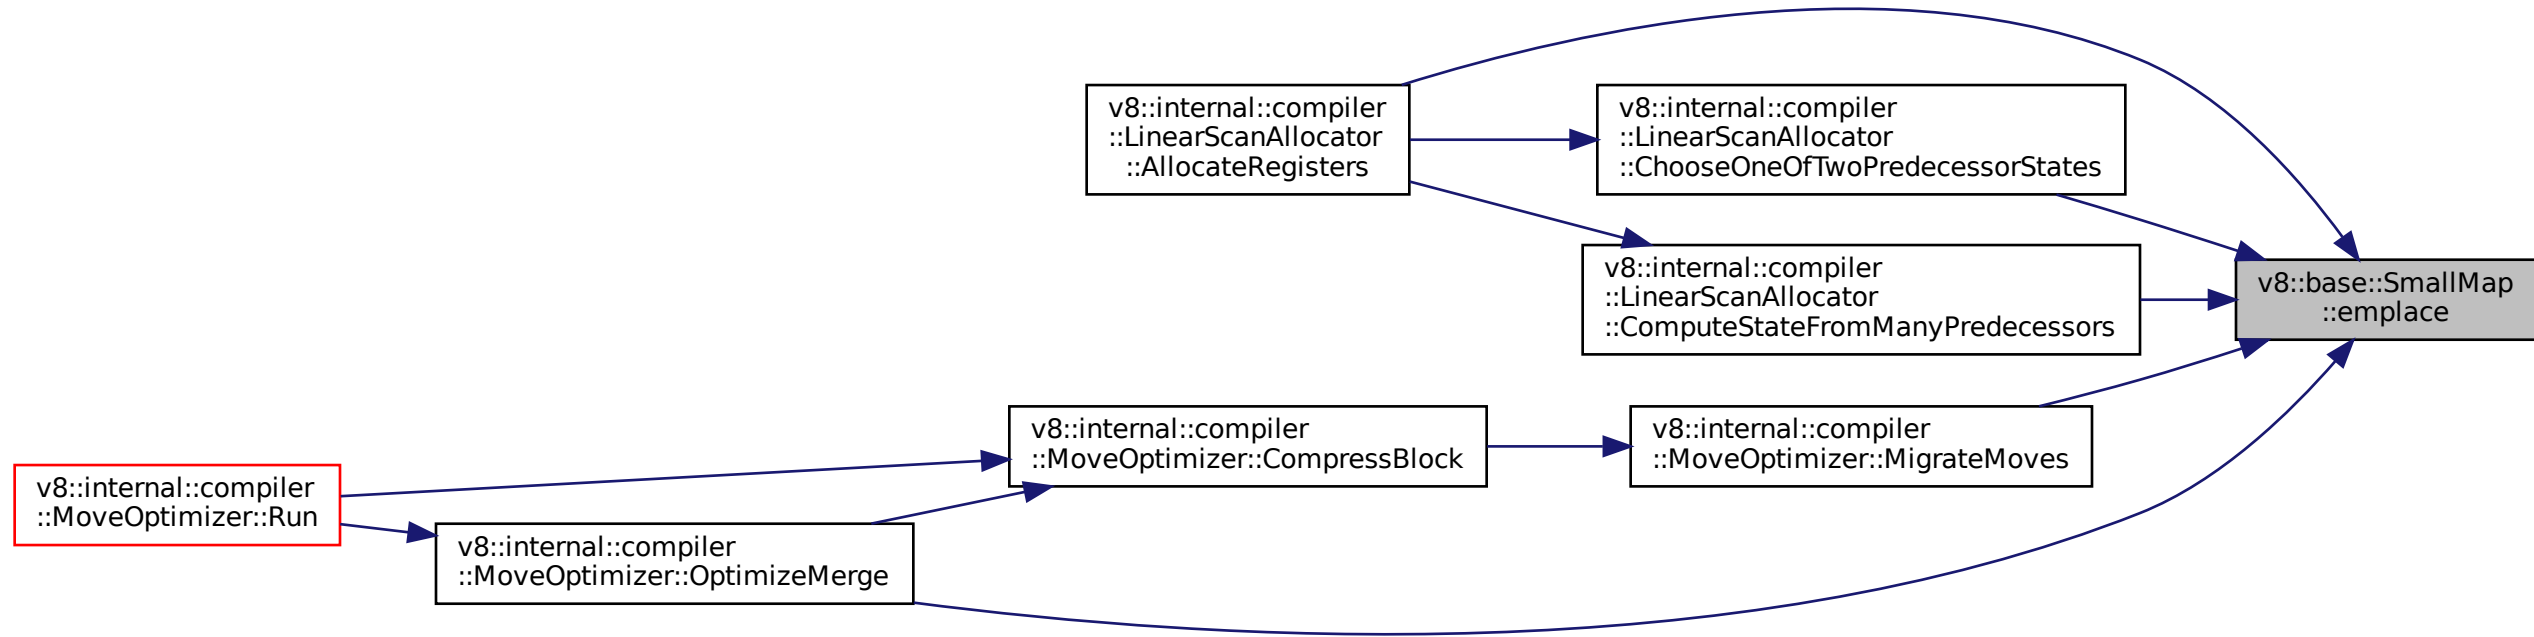 v8::internal::compiler
::LinearScanAllocator
::AllocateRegisters
v8::internal::compiler
::LinearScanAllocator
::ChooseOneOfTwoPredecessorStates
v8::internal::compiler
::LinearScanAllocator
::ComputeStateFromManyPredecessors
v8::base::SmallMap
::emplace
v8::internal::compiler
::MoveOptimizer::CompressBlock
v8::internal::compiler
::MoveOptimizer::MigrateMoves
v8::internal::compiler
::MoveOptimizer::Run
v8::internal::compiler
::MoveOptimizer::OptimizeMerge